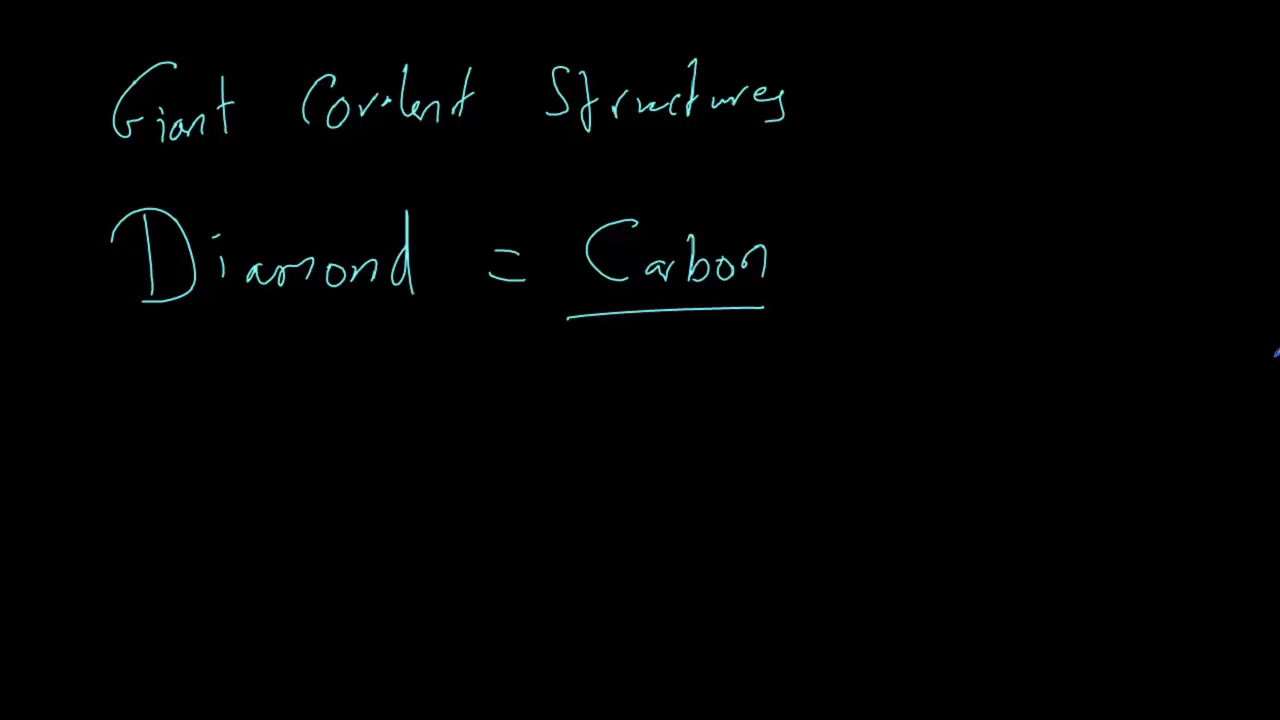 Giant Covalent Structures
Diamond = Carbon